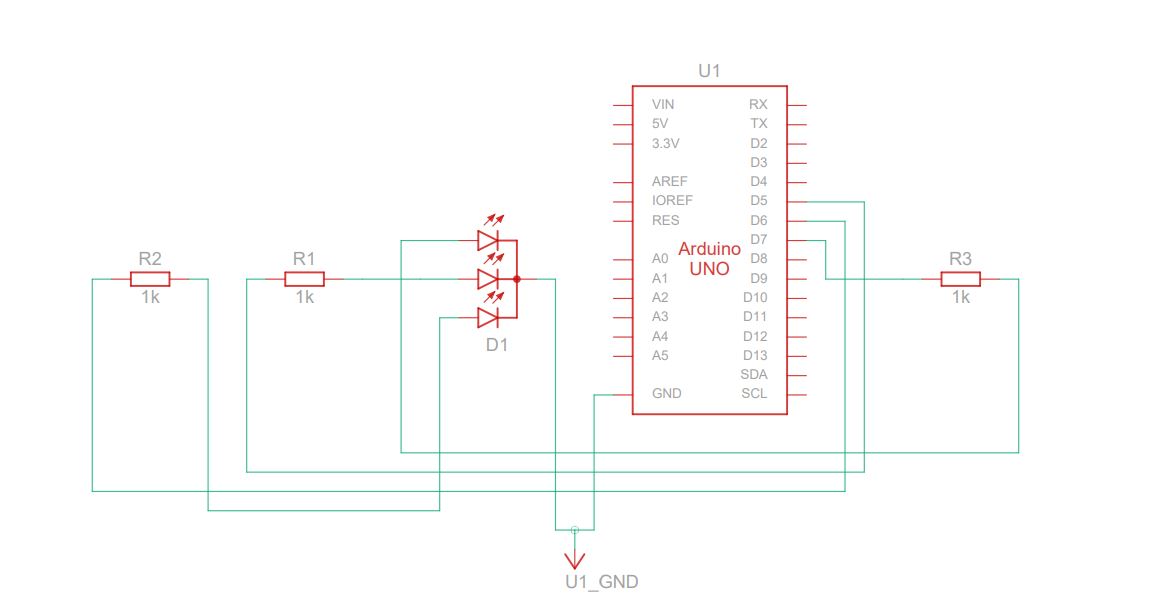 U1
VIN RX
5V TX
3.3V D2
D3
AREF D4
IOREF D5
RES D6
D7
Arduino
UNO
A0 D8
A1 D9
A2 D10
A3 D11
A4 D12
A5 D13
SDA
GND SCL
R2
1k
R1
1k
D1
R3
1k
U1_GND